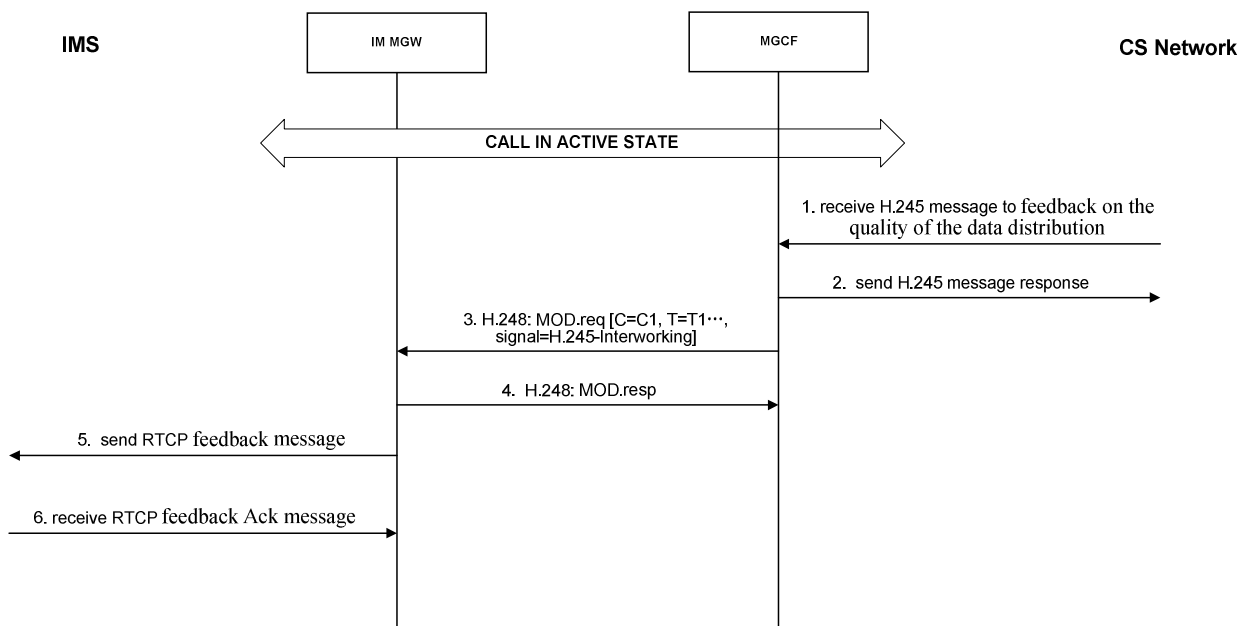 IMS
IM MGW
MGCF
CS Network
CALL IN ACTIVE STATE
1. receive H.245 message to feedback on the
quality of the data distribution
2. send H.245 message response
3. H.248: MOD.req [C=C1, T=T1⋯,
signal=H.245-Interworking]
4. H.248: MOD.resp
5. send RTCP feedback message
6. receive RTCP feedback Ack message